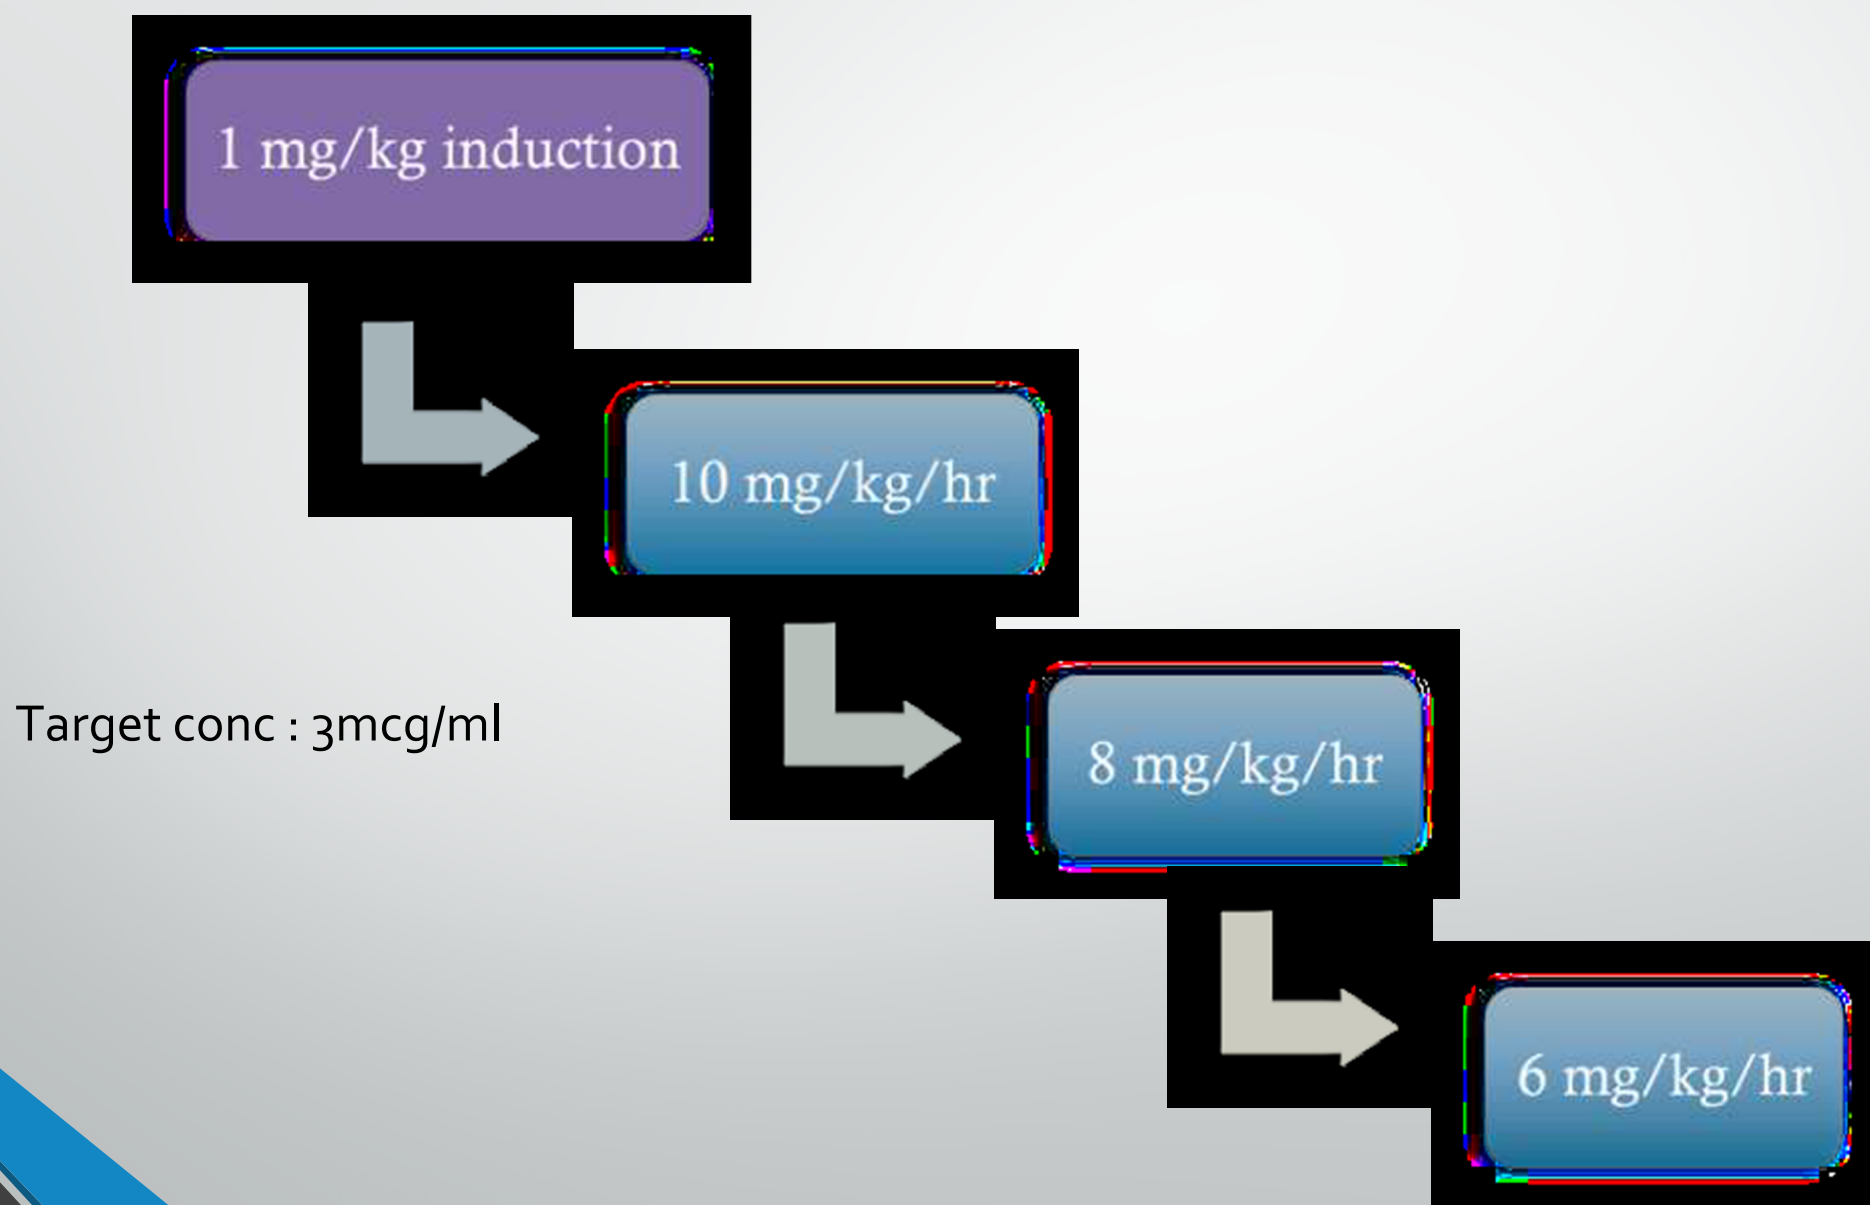 1 mg/kg induction
10 mg/kg/hr
Target conc : 3mcg/ml
8 mg/kg/hr
6 mg/kg/hr